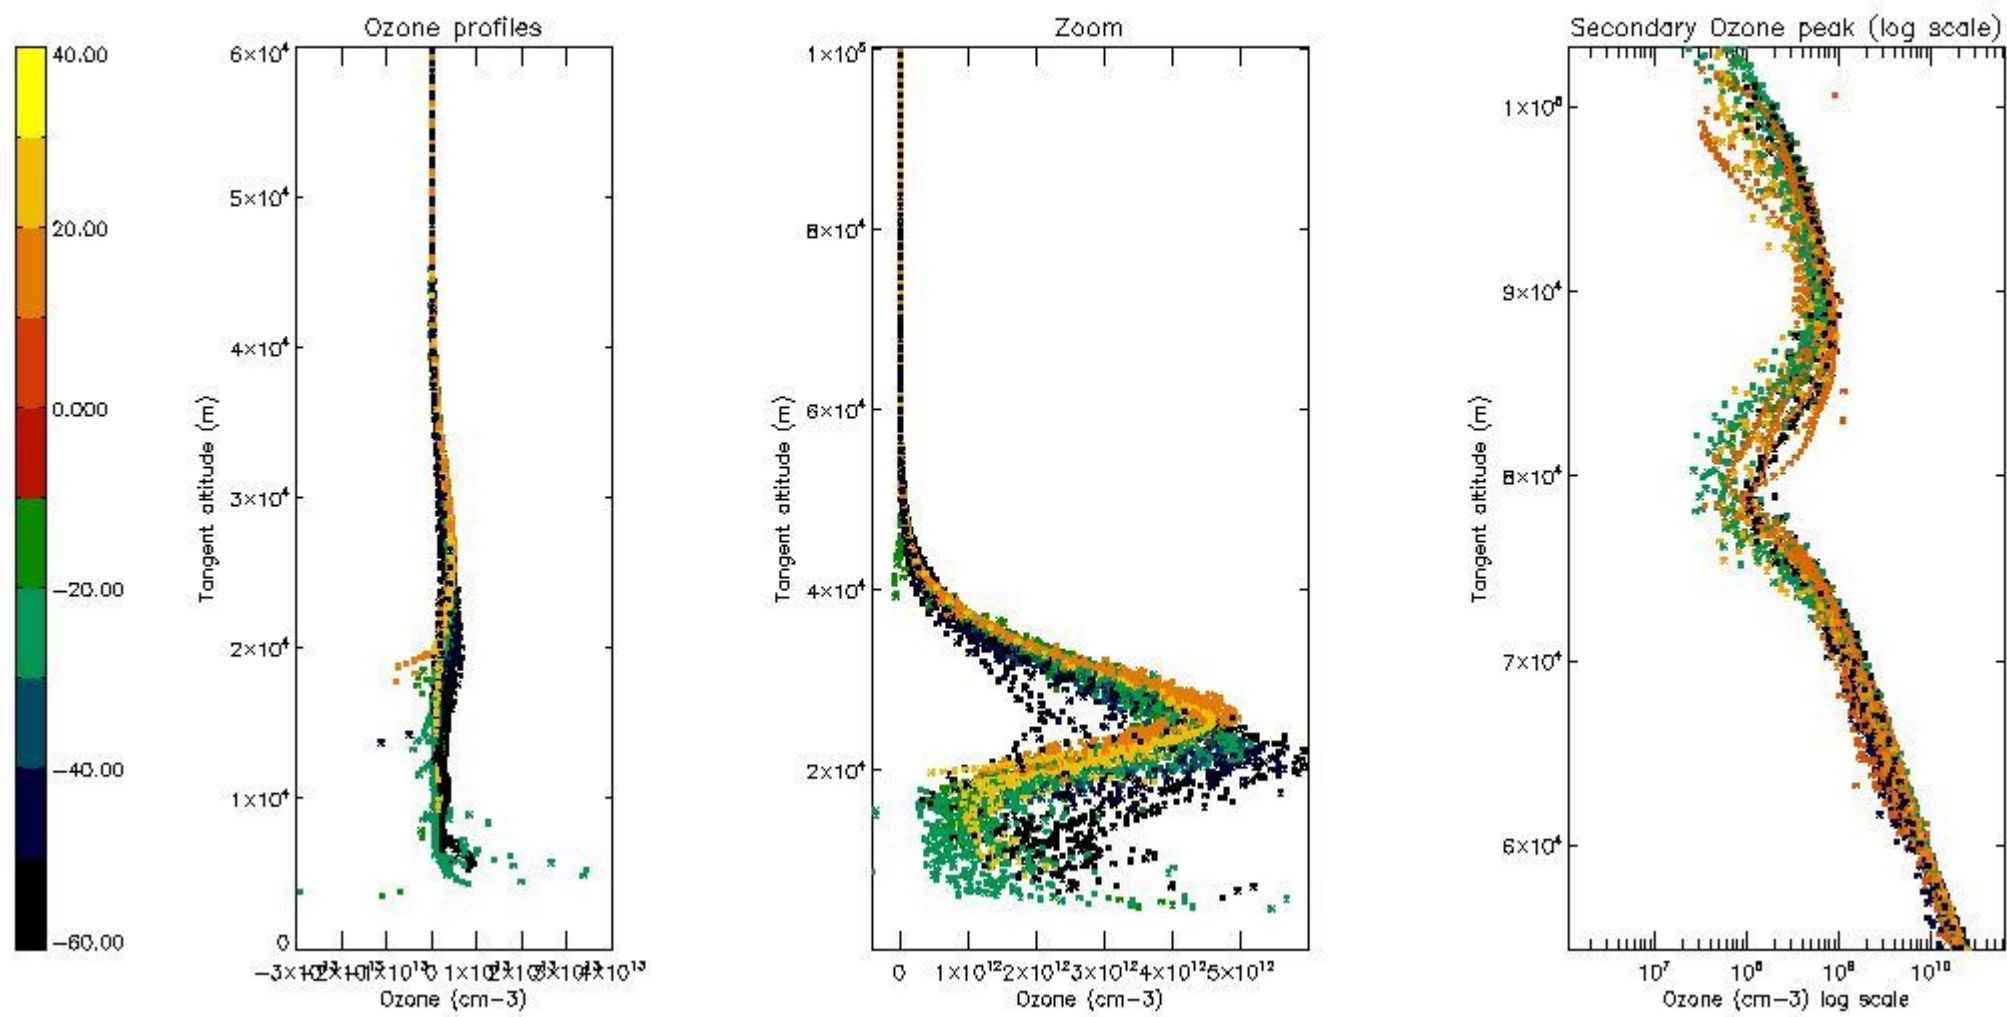 Ozone profiles
Zoom
Secondary Ozone peak (log scale)
40.00
20.00
0.000
−20.00
−40.00
−60.00
6×10⁴
5×10⁴
4×10⁴
3×10⁴
2×10⁴
1×10⁴
0
Tangent altitude (m)
0
Ozone (cm−3)
1×10⁵
8×10⁴
6×10⁴
4×10⁴
2×10⁴
Tangent altitude (m)
0 1×10¹² 2×10¹² 3×10¹² 4×10¹² 5×10¹²
Ozone (cm−3)
1×10⁵
9×10⁴
8×10⁴
7×10⁴
6×10⁴
Tangent altitude (m)
10⁷ 10⁸ 10⁹ 10¹⁰
Ozone (cm−3) log scale